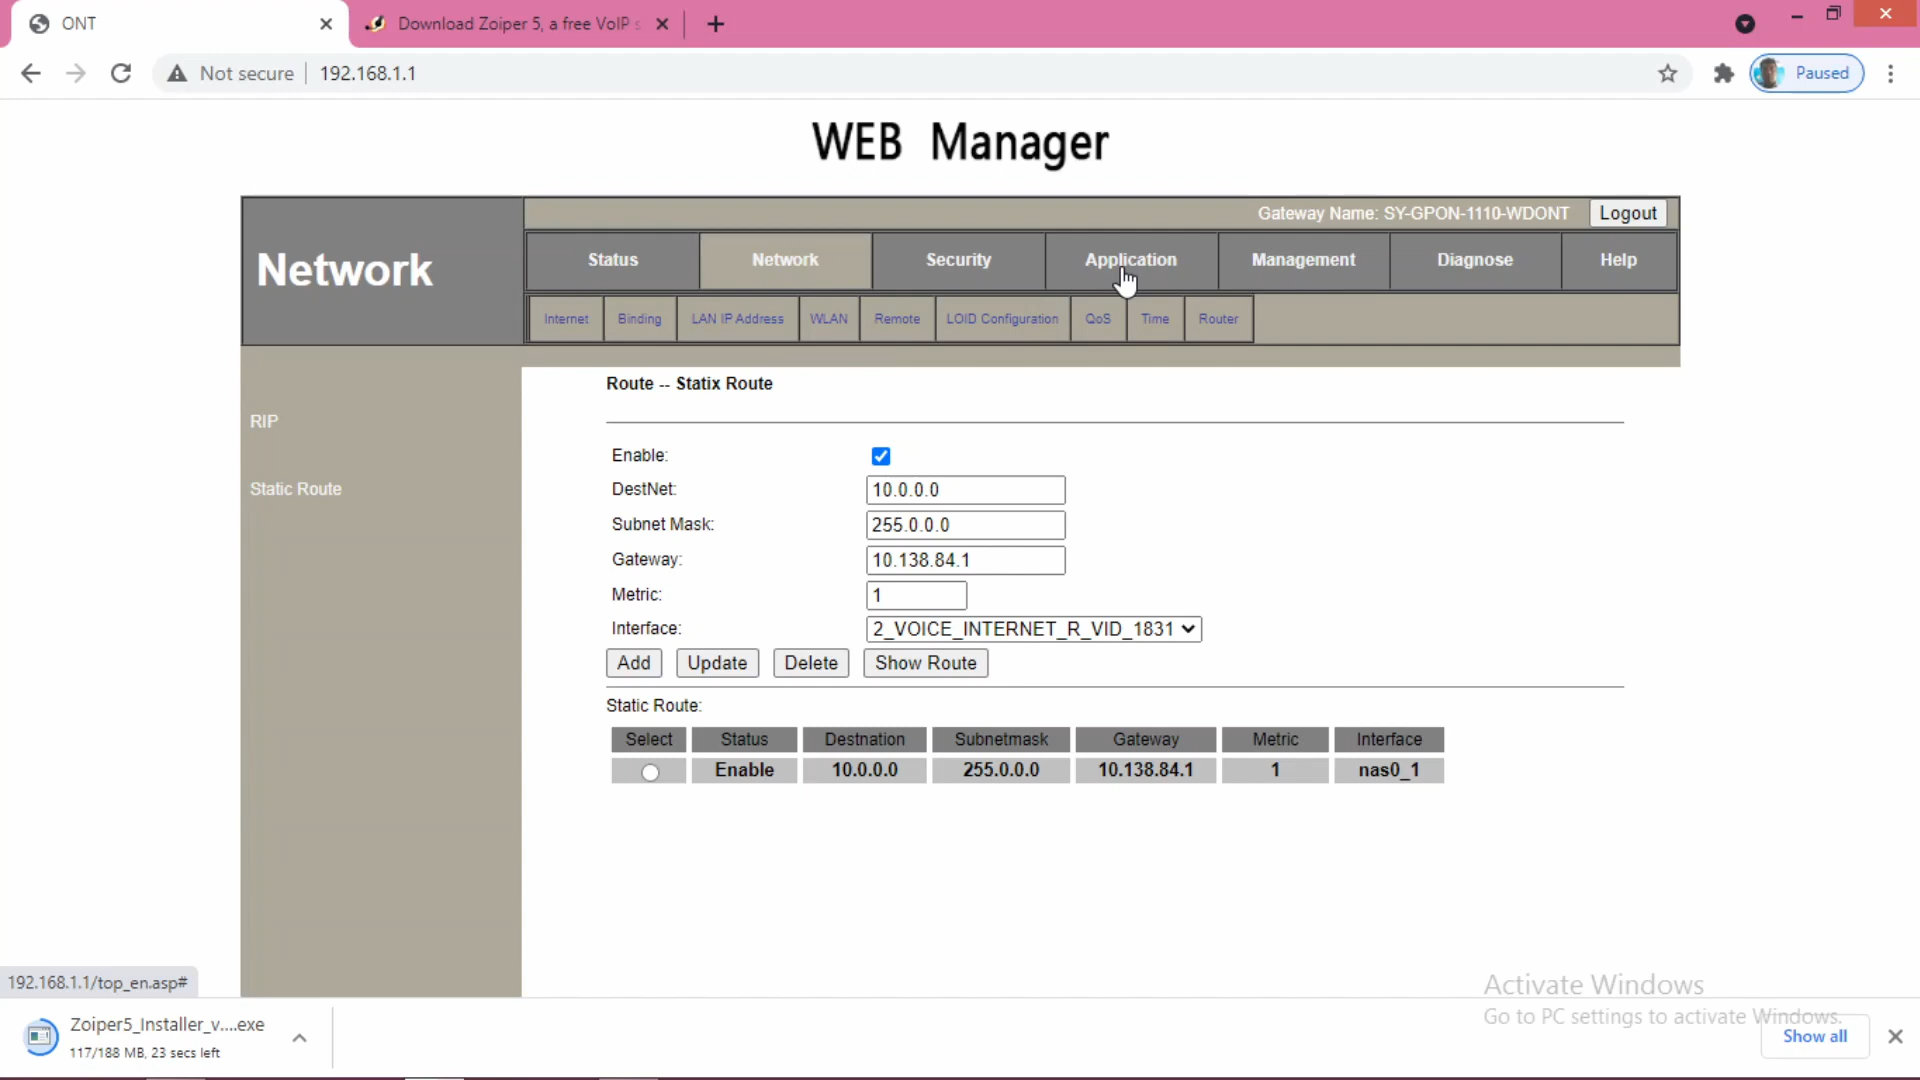 ONT
Download Zoiper 5, a free VoIP s
Not secure
192.168.1.1
Paused
WEB Manager
Gateway Name: SY-GPON-1110-WDONT
Logout
Network
Status
Network
Security
Application
Management
Diagnose
Help
Internet
Binding
LAN IP Address
WLAN
Remote
LOID Configuration
QoS
Time
Router
RIP
Static Route
Route -- Statix Route
Enable:
DestNet: 10.0.0.0
Subnet Mask: 255.0.0.0
Gateway: 10.138.84.1
Metric: 1
Interface: 2_VOICE_INTERNET_R_VID_1831
Add Update Delete Show Route
Static Route:
Select Status Destnation Subnetmask Gateway Metric Interface
Enable 10.0.0.0 255.0.0.0 10.138.84.1 1 nas0_1
192.168.1.1/top_en.asp#
Activate Windows
Go to PC settings to activate Windows.
Zoiper5_Installer_v....exe
117/188 MB, 23 secs left
Show all